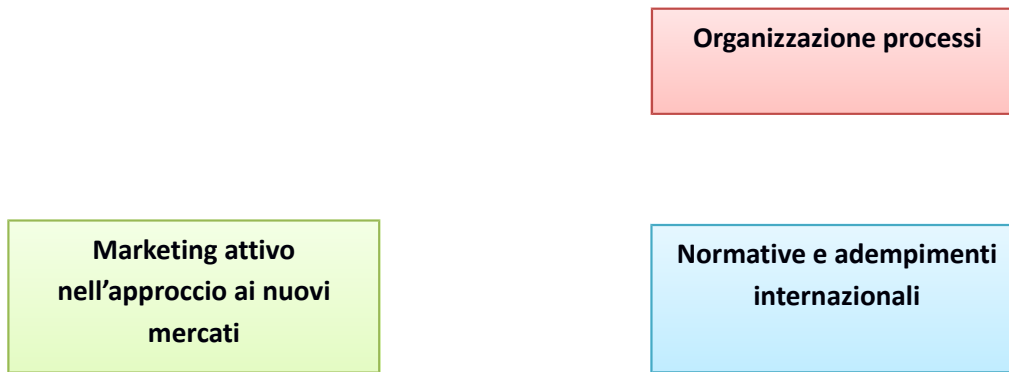 Organizzazione processi
Marketing attivo
nell’approccio ai nuovi
mercati
Normative e adempimenti
internazionali